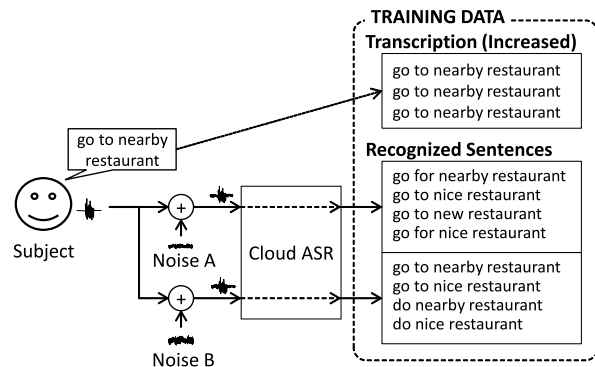 TRAINING DATA
Transcription (Increased)
go to nearby restaurant
go to nearby restaurant
go to nearby restaurant
go to nearby
restaurant
Recognized Sentences
go for nearby restaurant
go to nice restaurant
go to new restaurant
go for nice restaurant
Subject
+
Noise A
Cloud ASR
go to nearby restaurant
go to nice restaurant
do nearby restaurant
do nice restaurant
+
Noise B